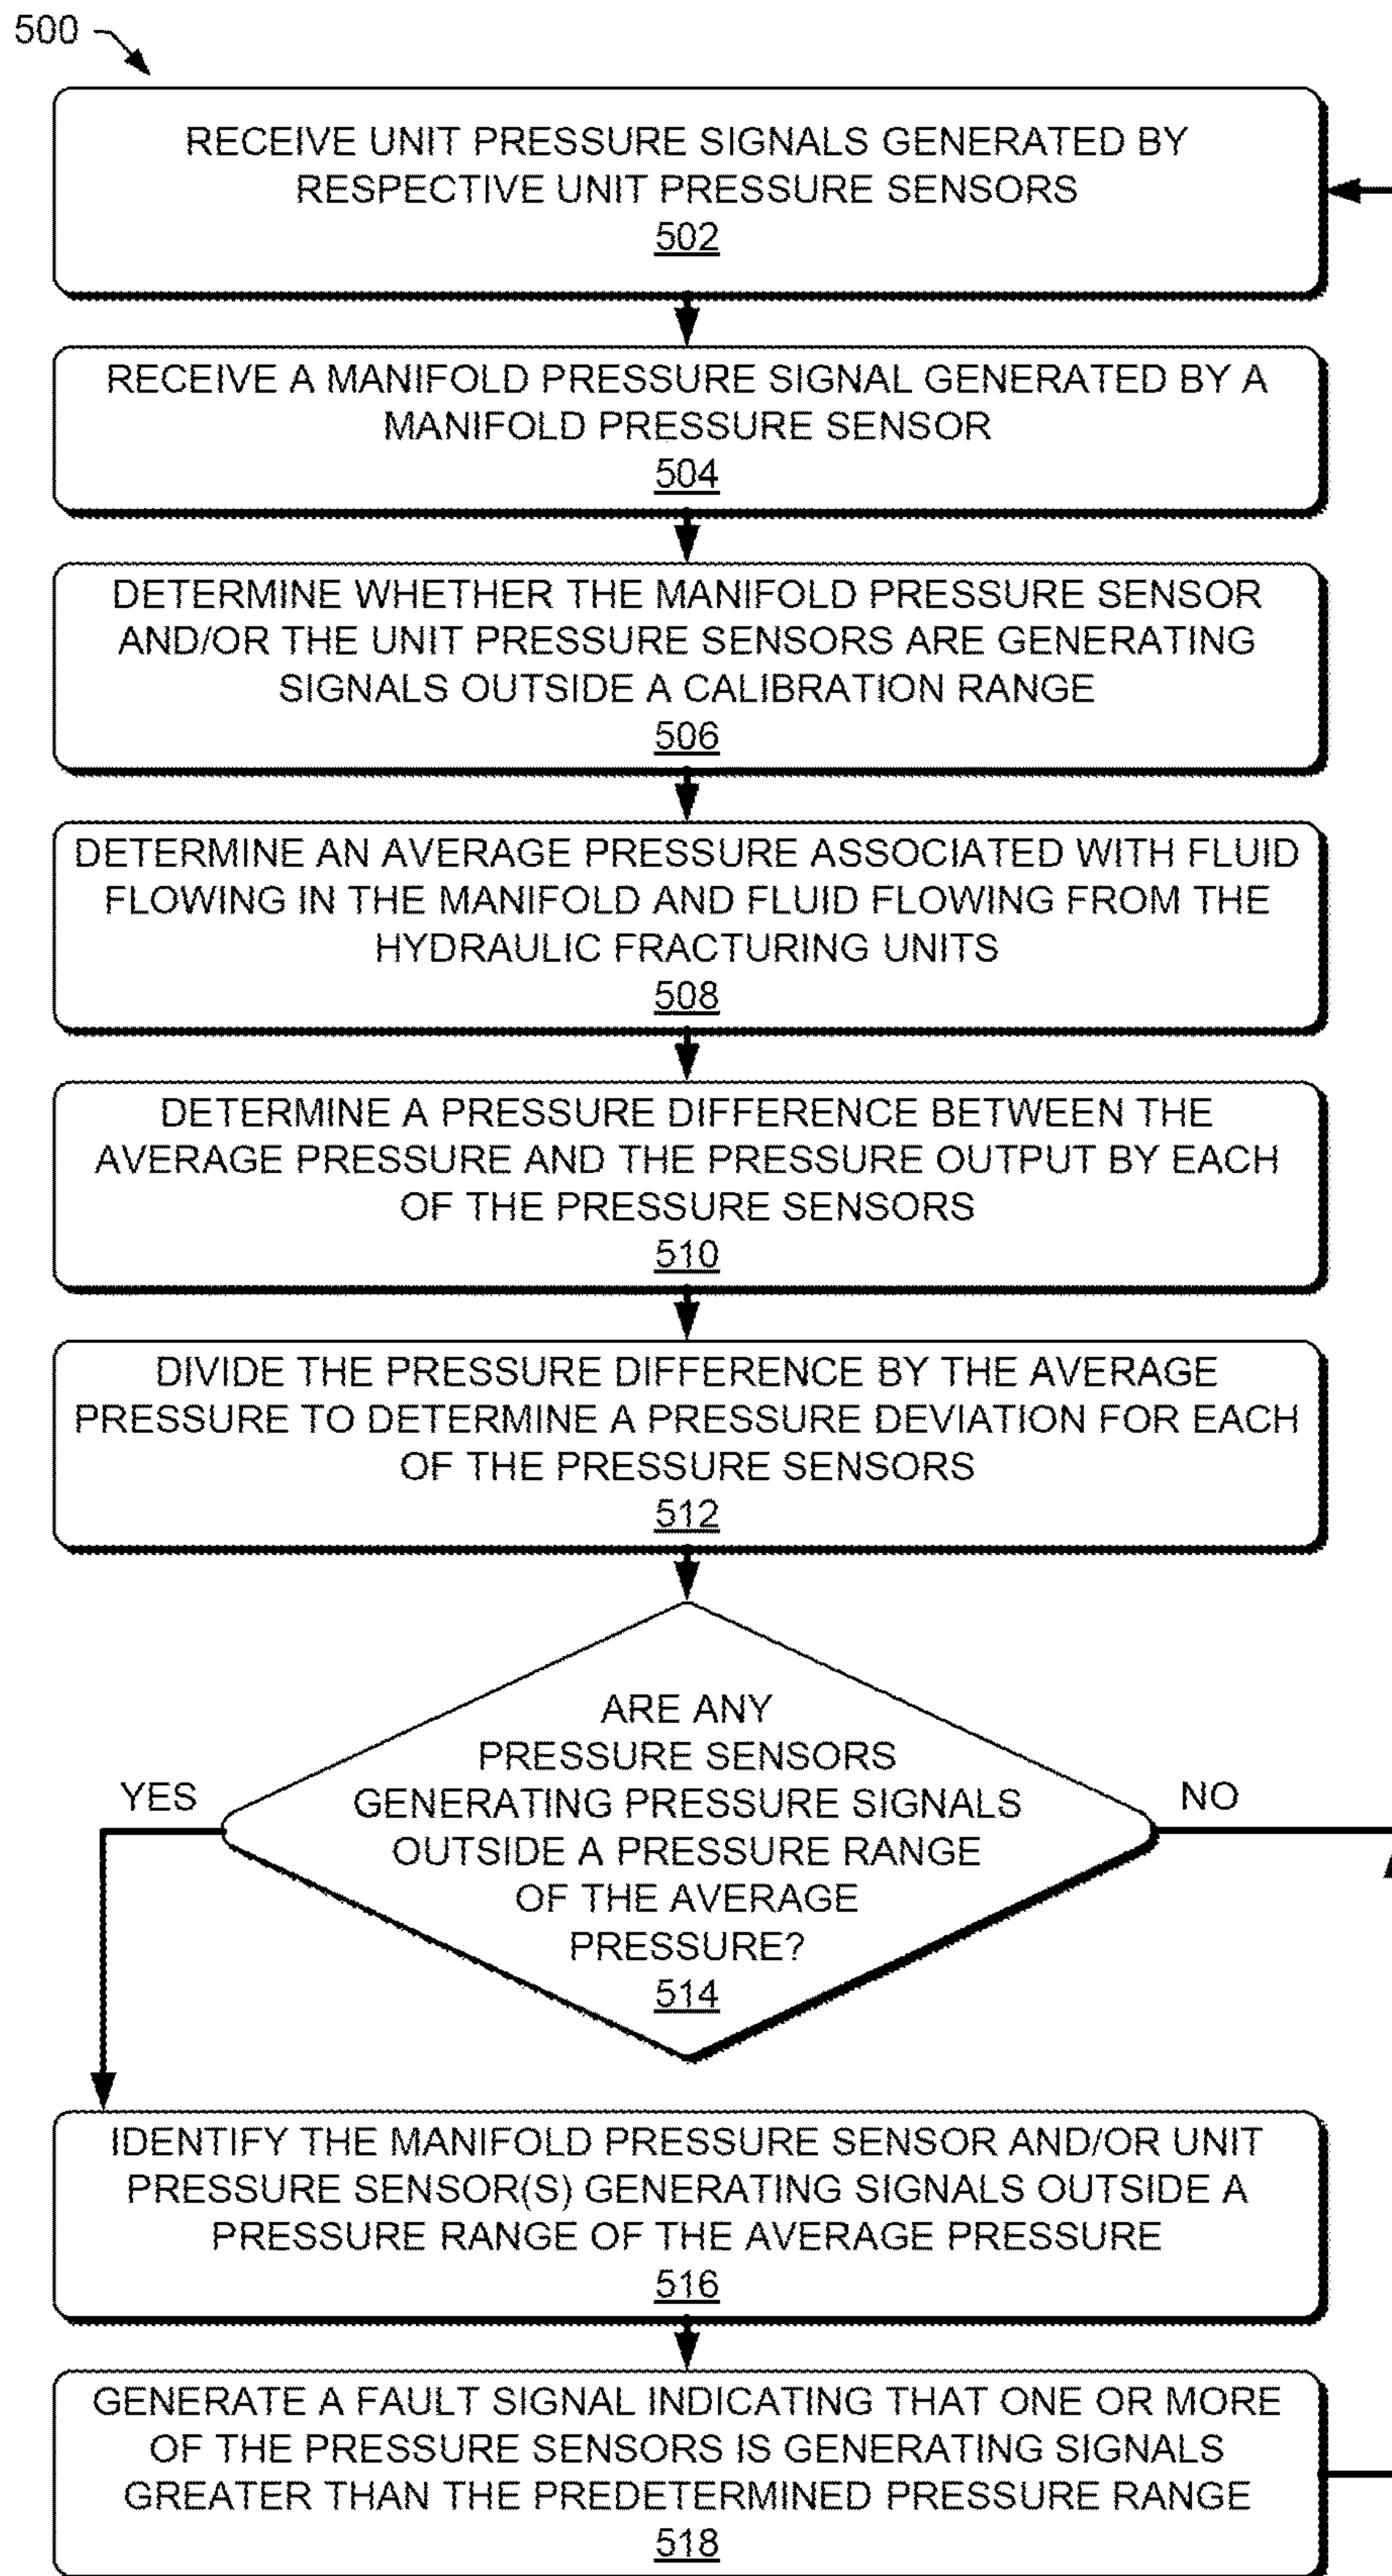 500
RECEIVE UNIT PRESSURE SIGNALS GENERATED BY
RESPECTIVE UNIT PRESSURE SENSORS
502
RECEIVE A MANIFOLD PRESSURE SIGNAL GENERATED BY A
MANIFOLD PRESSURE SENSOR
504
DETERMINE WHETHER THE MANIFOLD PRESSURE SENSOR
AND/OR THE UNIT PRESSURE SENSORS ARE GENERATING
SIGNALS OUTSIDE A CALIBRATION RANGE
506
DETERMINE AN AVERAGE PRESSURE ASSOCIATED WITH FLUID
FLOWING IN THE MANIFOLD AND FLUID FLOWING FROM THE
HYDRAULIC FRACTURING UNITS
508
DETERMINE A PRESSURE DIFFERENCE BETWEEN THE
AVERAGE PRESSURE AND THE PRESSURE OUTPUT BY EACH
OF THE PRESSURE SENSORS
510
DIVIDE THE PRESSURE DIFFERENCE BY THE AVERAGE
PRESSURE TO DETERMINE A PRESSURE DEVIATION FOR EACH
OF THE PRESSURE SENSORS
512
ARE ANY
PRESSURE SENSORS
GENERATING PRESSURE SIGNALS
OUTSIDE A PRESSURE RANGE
OF THE AVERAGE
PRESSURE?
514
YES
NO
IDENTIFY THE MANIFOLD PRESSURE SENSOR AND/OR UNIT
PRESSURE SENSOR(S) GENERATING SIGNALS OUTSIDE A
PRESSURE RANGE OF THE AVERAGE PRESSURE
516
GENERATE A FAULT SIGNAL INDICATING THAT ONE OR MORE
OF THE PRESSURE SENSORS IS GENERATING SIGNALS
GREATER THAN THE PREDETERMINED PRESSURE RANGE
518